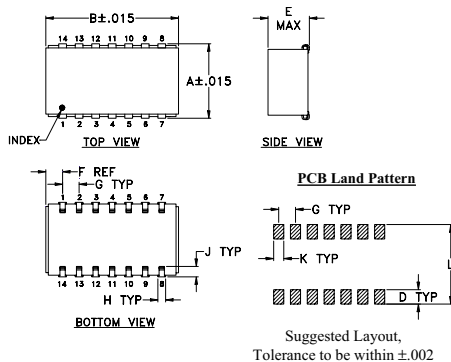 B±.015
E
MAX
14 13 12 11 10 9 8
A±.015
INDEX
1 2 3 4 5 6 7
TOP VIEW
SIDE VIEW
F REF
G TYP
PCB Land Pattern
1 2 3 4 5 6 7
G TYP
J TYP
K TYP
L
14 13 12 11 10 9 8
H TYP
D TYP
BOTTOM VIEW
Suggested Layout,
Tolerance to be within ±.002